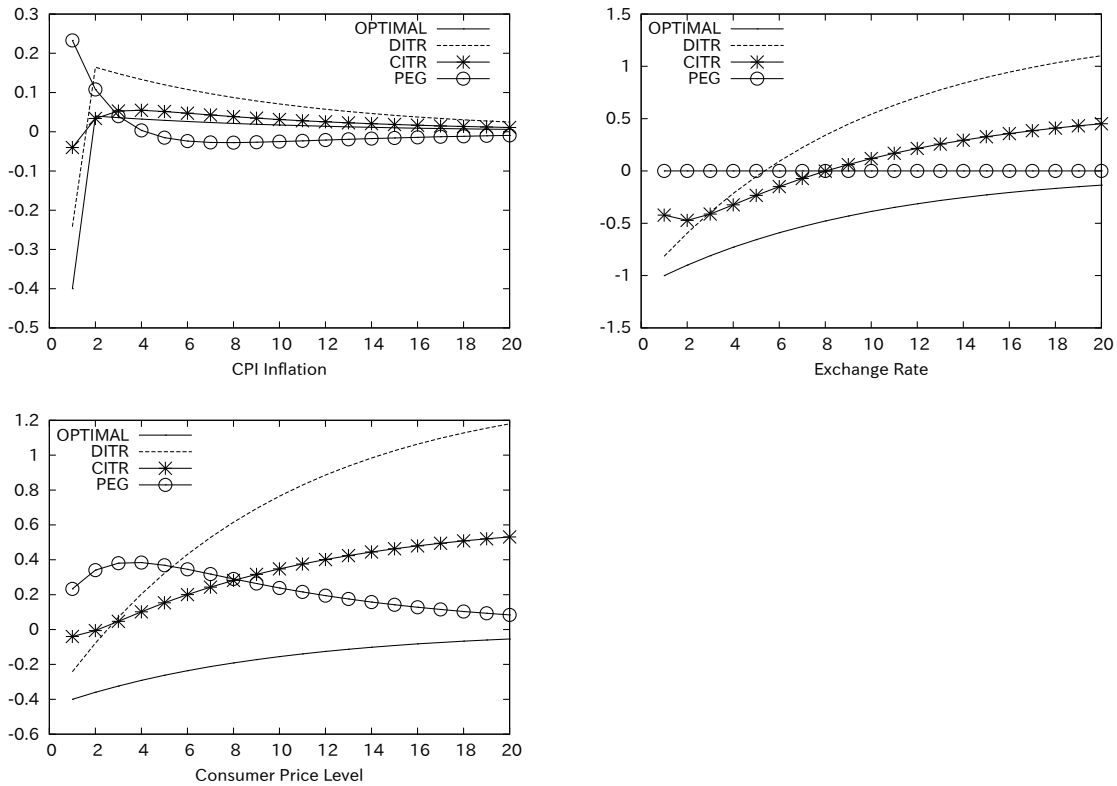 0.3
0.2
0.1
0
-0.1
-0.2
-0.3
-0.4
-0.5
OPTIMAL
DITR
CITR
PEG
0 2 4 6 8 10 12 14 16 18 20
CPI Inflation
1.5
1
0.5
0
-0.5
-1
-1.5
OPTIMAL
DITR
CITR
PEG
0 2 4 6 8 10 12 14 16 18 20
Exchange Rate
1.2
1
0.8
0.6
0.4
0.2
0
-0.2
-0.4
-0.6
OPTIMAL
DITR
CITR
PEG
0 2 4 6 8 10 12 14 16 18 20
Consumer Price Level